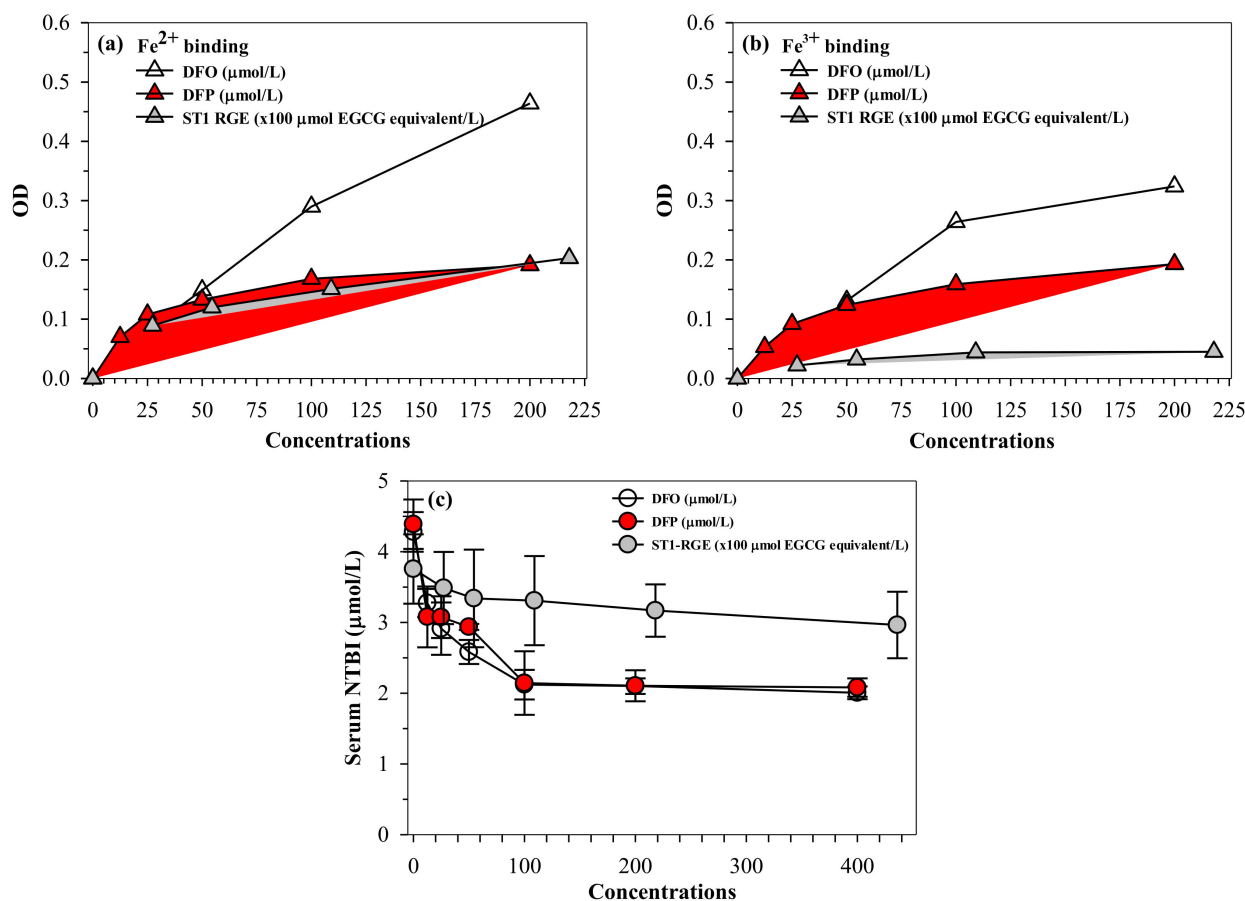 (a) Fe2+ binding
DFO (μmol/L)
DFP (μmol/L)
ST1 RGE (x100 μmol EGCG equivalent/L)
OD
0.6
0.5
0.4
0.3
0.2
0.1
0.0
0 25 50 75 100 125 150 175 200 225
Concentrations
(b) Fe3+ binding
DFO (μmol/L)
DFP (μmol/L)
ST1 RGE (x100 μmol EGCG equivalent/L)
OD
0.6
0.5
0.4
0.3
0.2
0.1
0.0
0 25 50 75 100 125 150 175 200 225
Concentrations
(c)
DFO (μmol/L)
DFP (μmol/L)
ST1-RGE (x100 μmol EGCG equivalent/L)
Serum NTBI (μmol/L)
5
4
3
2
1
0
0 100 200 300 400
Concentrations